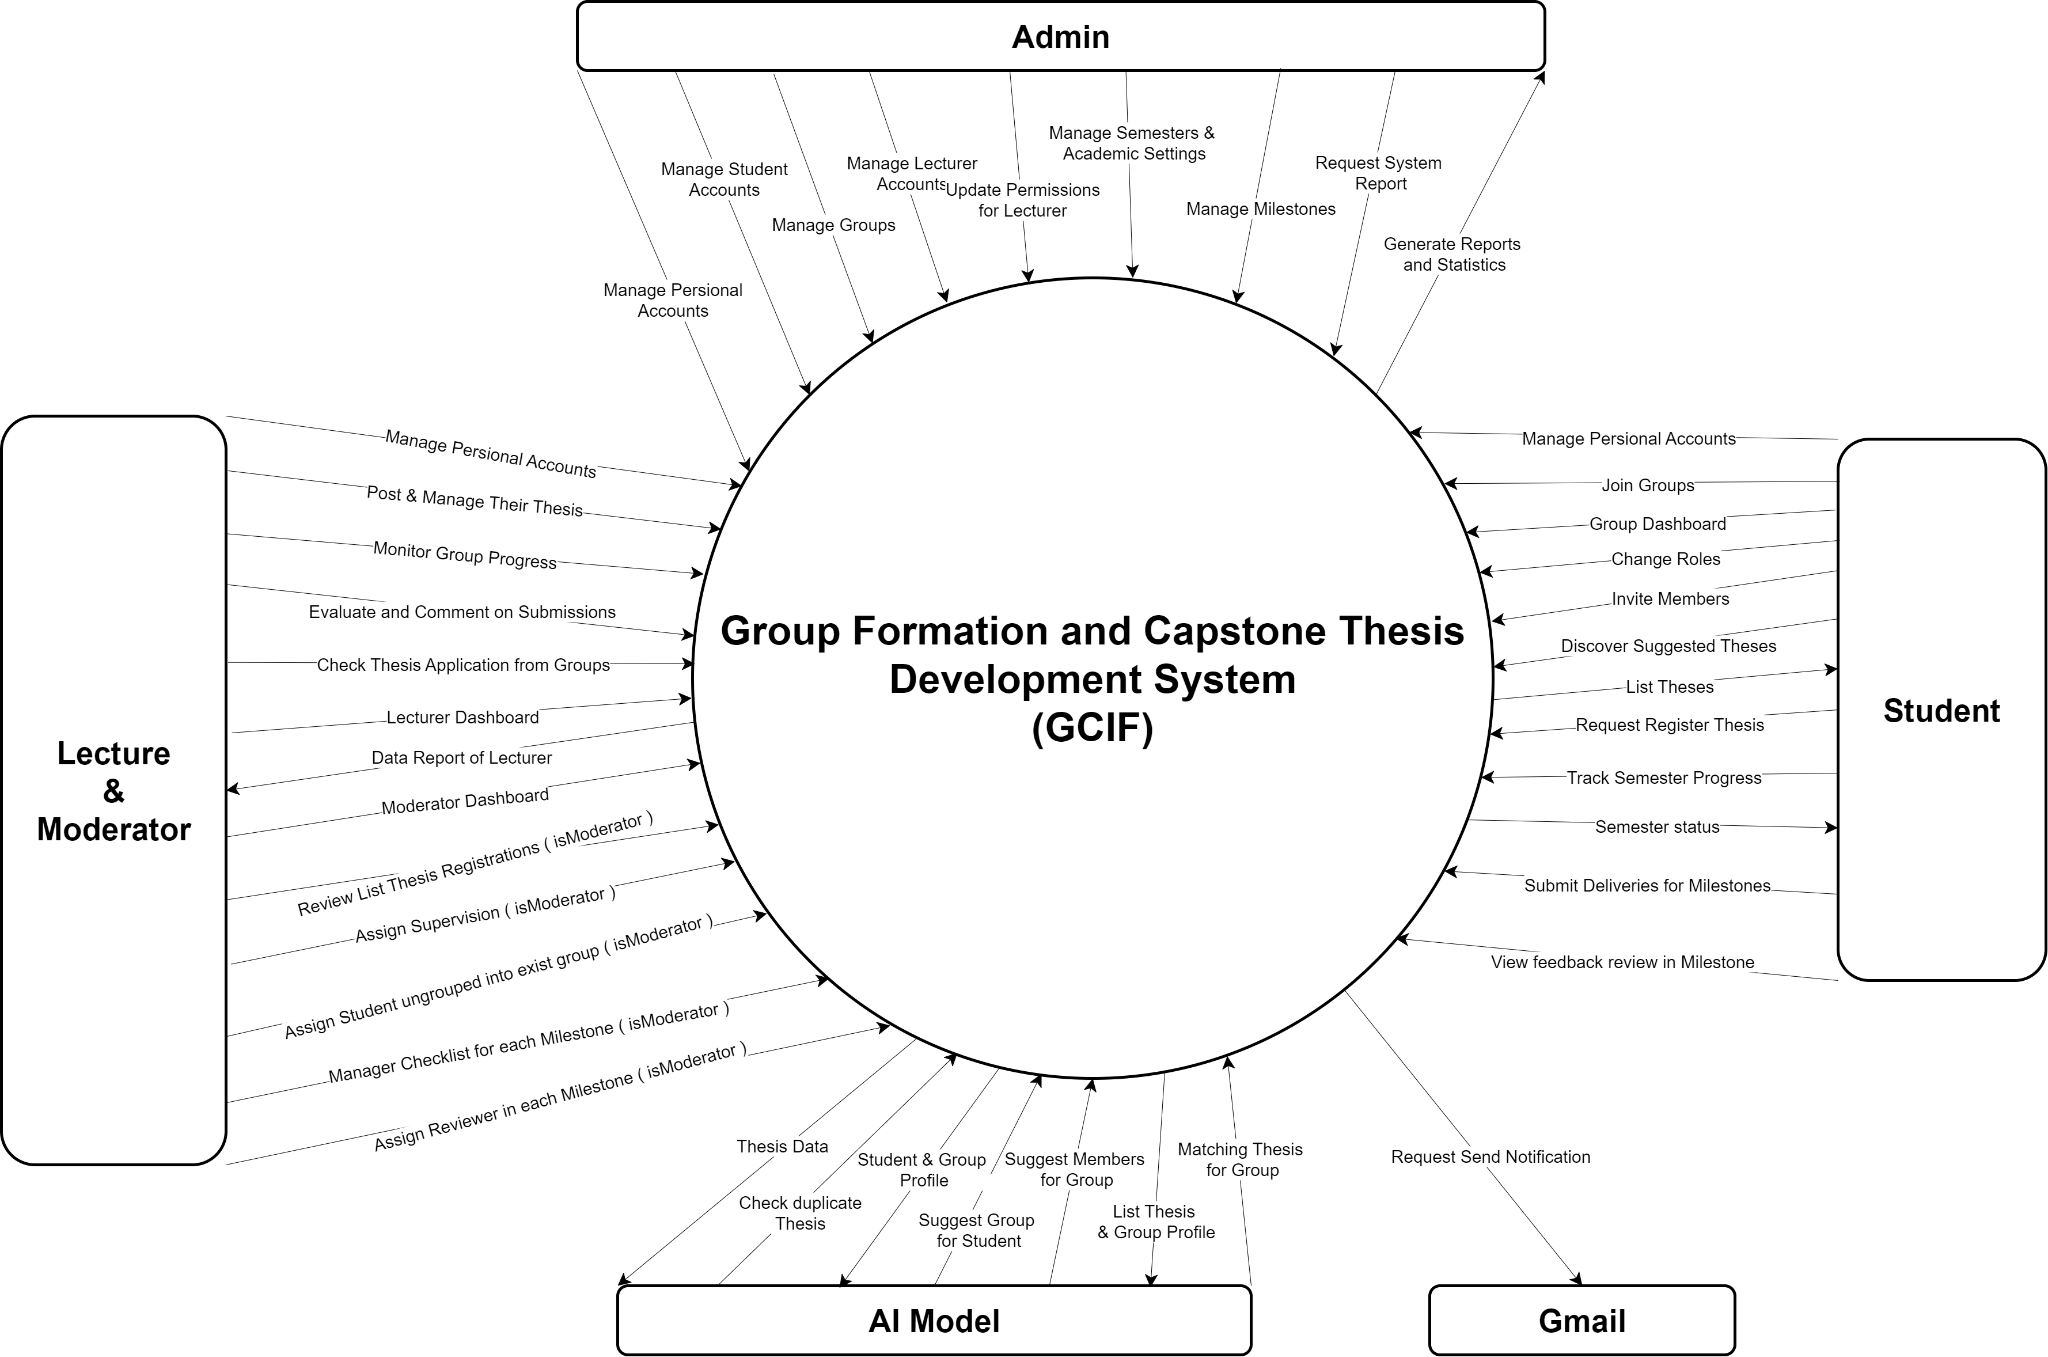 Admin
Manage Persional
Accounts
Manage Student
Accounts
Manage Groups
Manage Lecturer
Accounts
Update Permissions
for Lecturer
Manage Semesters &
Academic Settings
Manage Milestones
Request System
Report
Generate Reports
and Statistics
Lecture
&
Moderator
Manage Persional Accounts
Post & Manage Their Thesis
Monitor Group Progress
Evaluate and Comment on Submissions
Check Thesis Application from Groups
Lecturer Dashboard
Data Report of Lecturer
Moderator Dashboard
Review List Thesis Registrations ( isModerator )
Assign Supervision ( isModerator )
Assign Student ungrouped into exist group ( isModerator )
Manager Checklist for each Milestone ( isModerator )
Assign Reviewer in each Milestone ( isModerator )
Group Formation and Capstone Thesis
Development System
(GCIF)
Manage Persional Accounts
Join Groups
Group Dashboard
Change Roles
Invite Members
Discover Suggested Theses
List Theses
Request Register Thesis
Track Semester Progress
Semester status
Submit Deliveries for Milestones
View feedback review in Milestone
Student
Thesis Data
Check duplicate
Thesis
Student & Group
Profile
Suggest Group
for Student
Suggest Members
for Group
List Thesis
& Group Profile
Matching Thesis
for Group
Request Send Notification
AI Model
Gmail